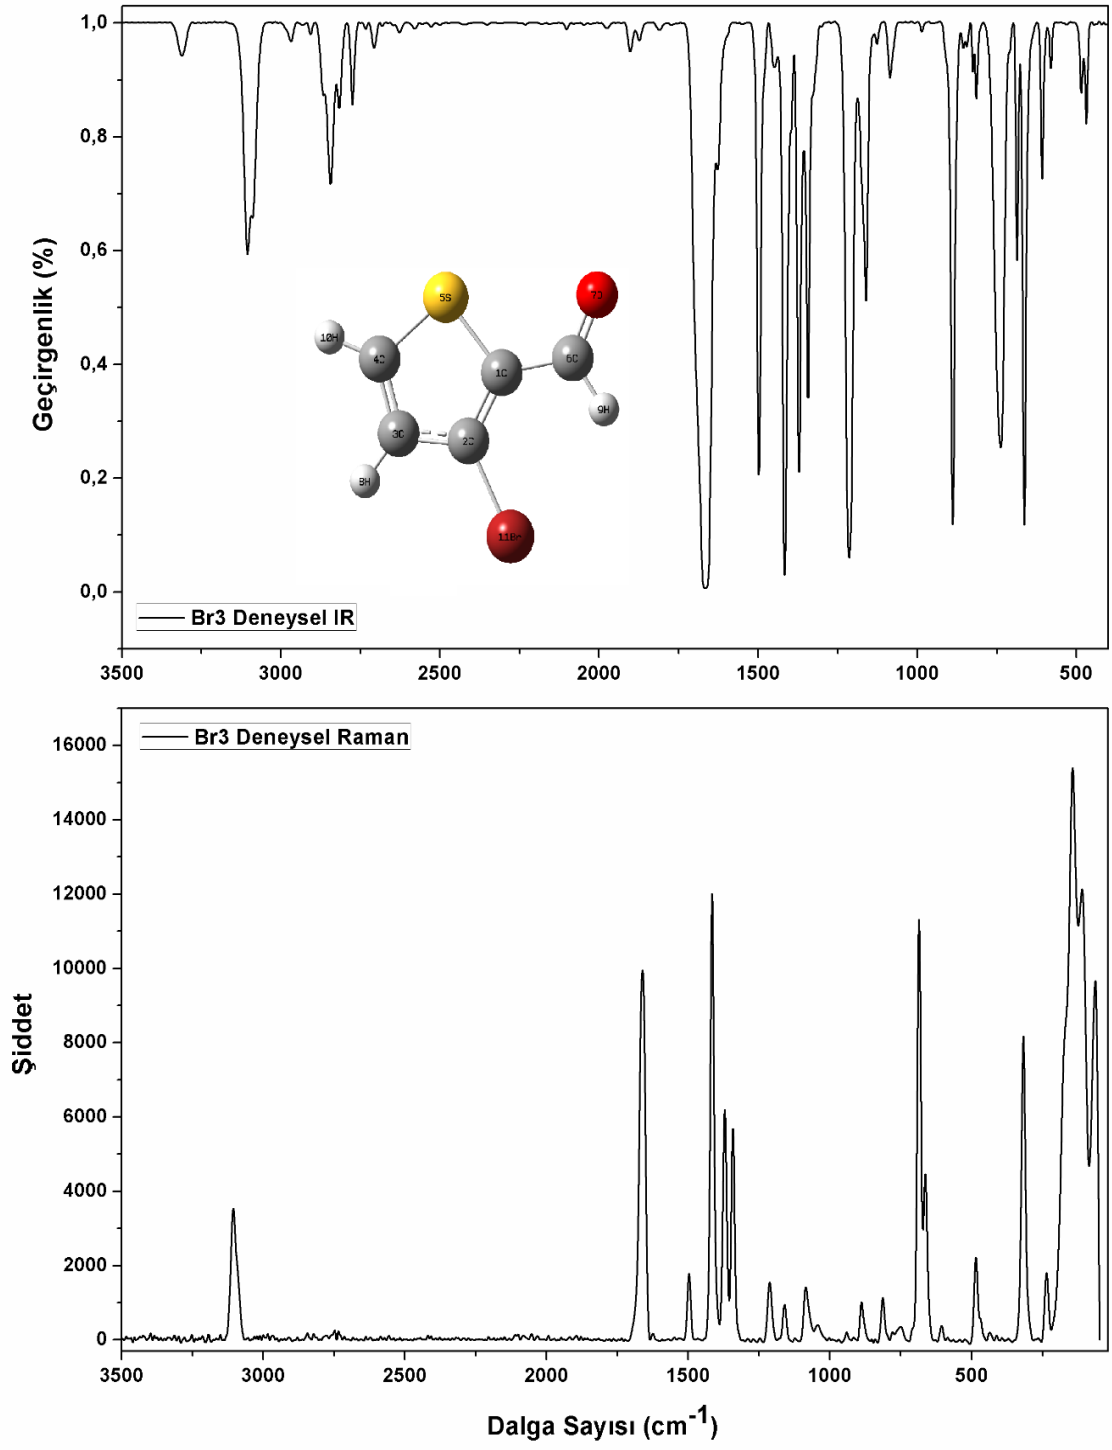 1,0
0,8
0,6
0,4
0,2
0,0
Geçirgenlik (%)
5S
7O
10H
4C
1C
6C
9H
3C
2C
8H
11Br
Br3 Deneysel IR
3500 3000 2500 2000 1500 1000 500
Br3 Deneysel Raman
16000
14000
12000
10000
8000
6000
4000
2000
0
Şiddet
3500 3000 2500 2000 1500 1000 500
Dalga Sayısı (cm⁻¹)